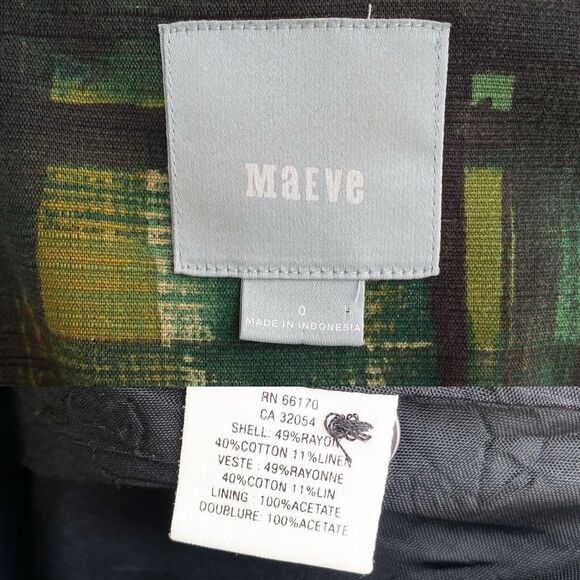 MaEVe
0
MADE IN INDONESIA
RN 66170
CA 32054
SHELL: 49%RAYON
40%COTTON 11%LINEN
VESTE : 49%RAYONNE
40%COTON 11%LIN
LINING : 100%ACETATE
DOUBLURE: 100%ACETATE